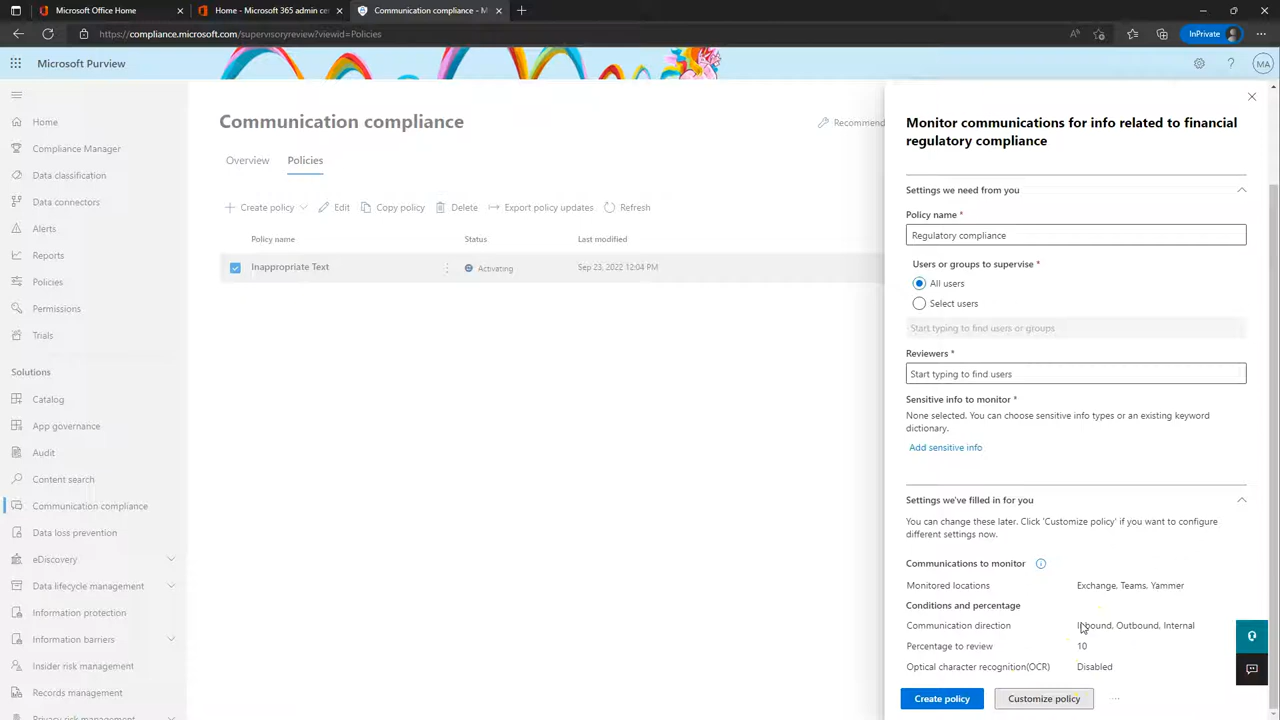 Microsoft Office Home
Home - Microsoft 365 admin cen
Communication compliance - M
https://compliance.microsoft.com/supervisoryreview?viewid=Policies
InPrivate
Microsoft Purview
MA
Home
Compliance Manager
Data classification
Data connectors
Alerts
Reports
Policies
Permissions
Trials
Solutions
Catalog
App governance
Audit
Content search
Communication compliance
Data loss prevention
eDiscovery
Data lifecycle management
Information protection
Information barriers
Insider risk management
Records management
Privacy risk management
Communication compliance
Recommend
Overview Policies
Create policy Edit Copy policy Delete Export policy updates Refresh
Policy name Status Last modified
Inappropriate Text Activating Sep 23, 2022 12:04 PM
Monitor communications for info related to financial
regulatory compliance
Settings we need from you
Policy name *
Regulatory compliance
Users or groups to supervise *
All users
Select users
Start typing to find users or groups
Reviewers *
Start typing to find users
Sensitive info to monitor *
None selected. You can choose sensitive info types or an existing keyword
dictionary.
Add sensitive info
Settings we've filled in for you
You can change these later. Click 'Customize policy' if you want to configure
different settings now.
Communications to monitor
Monitored locations Exchange, Teams, Yammer
Conditions and percentage
Communication direction Inbound, Outbound, Internal
Percentage to review 10
Optical character recognition(OCR) Disabled
Create policy Customize policy ...